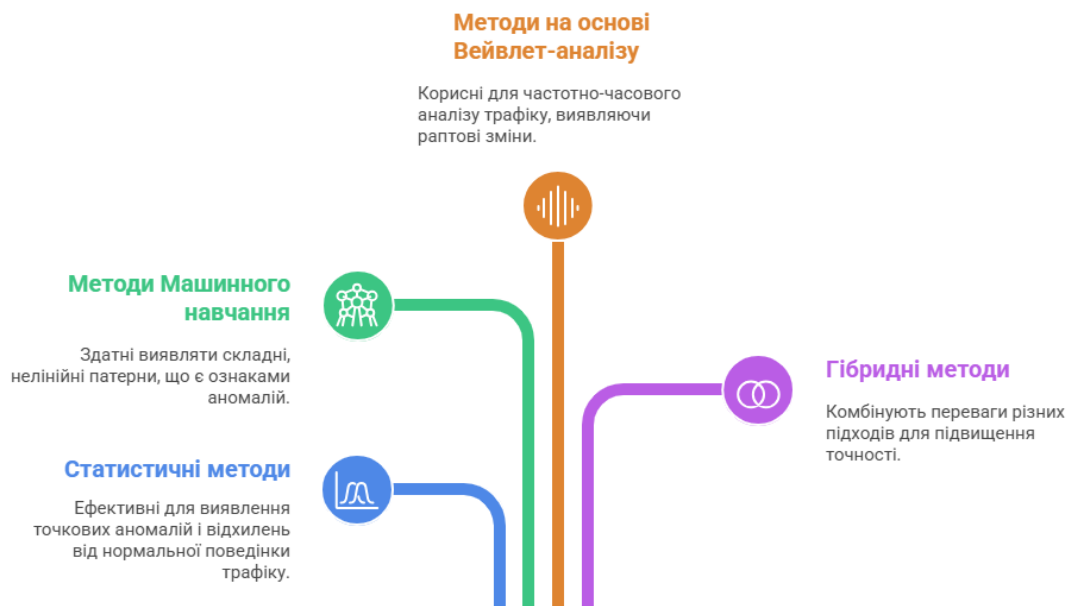 Методи на основі
Вейвлет-аналізу
Корисні для частотно-часового
аналізу трафіку, виявляючи
раптові зміни.
Методи Машинного
навчання
Здатні виявляти складні,
нелінійні патерни, що є ознаками
аномалій.
Гібридні методи
Комбінують переваги різних
підходів для підвищення
точності.
Статистичні методи
Ефективні для виявлення
точкових аномалій і відхилень
від нормальної поведінки
трафіку.